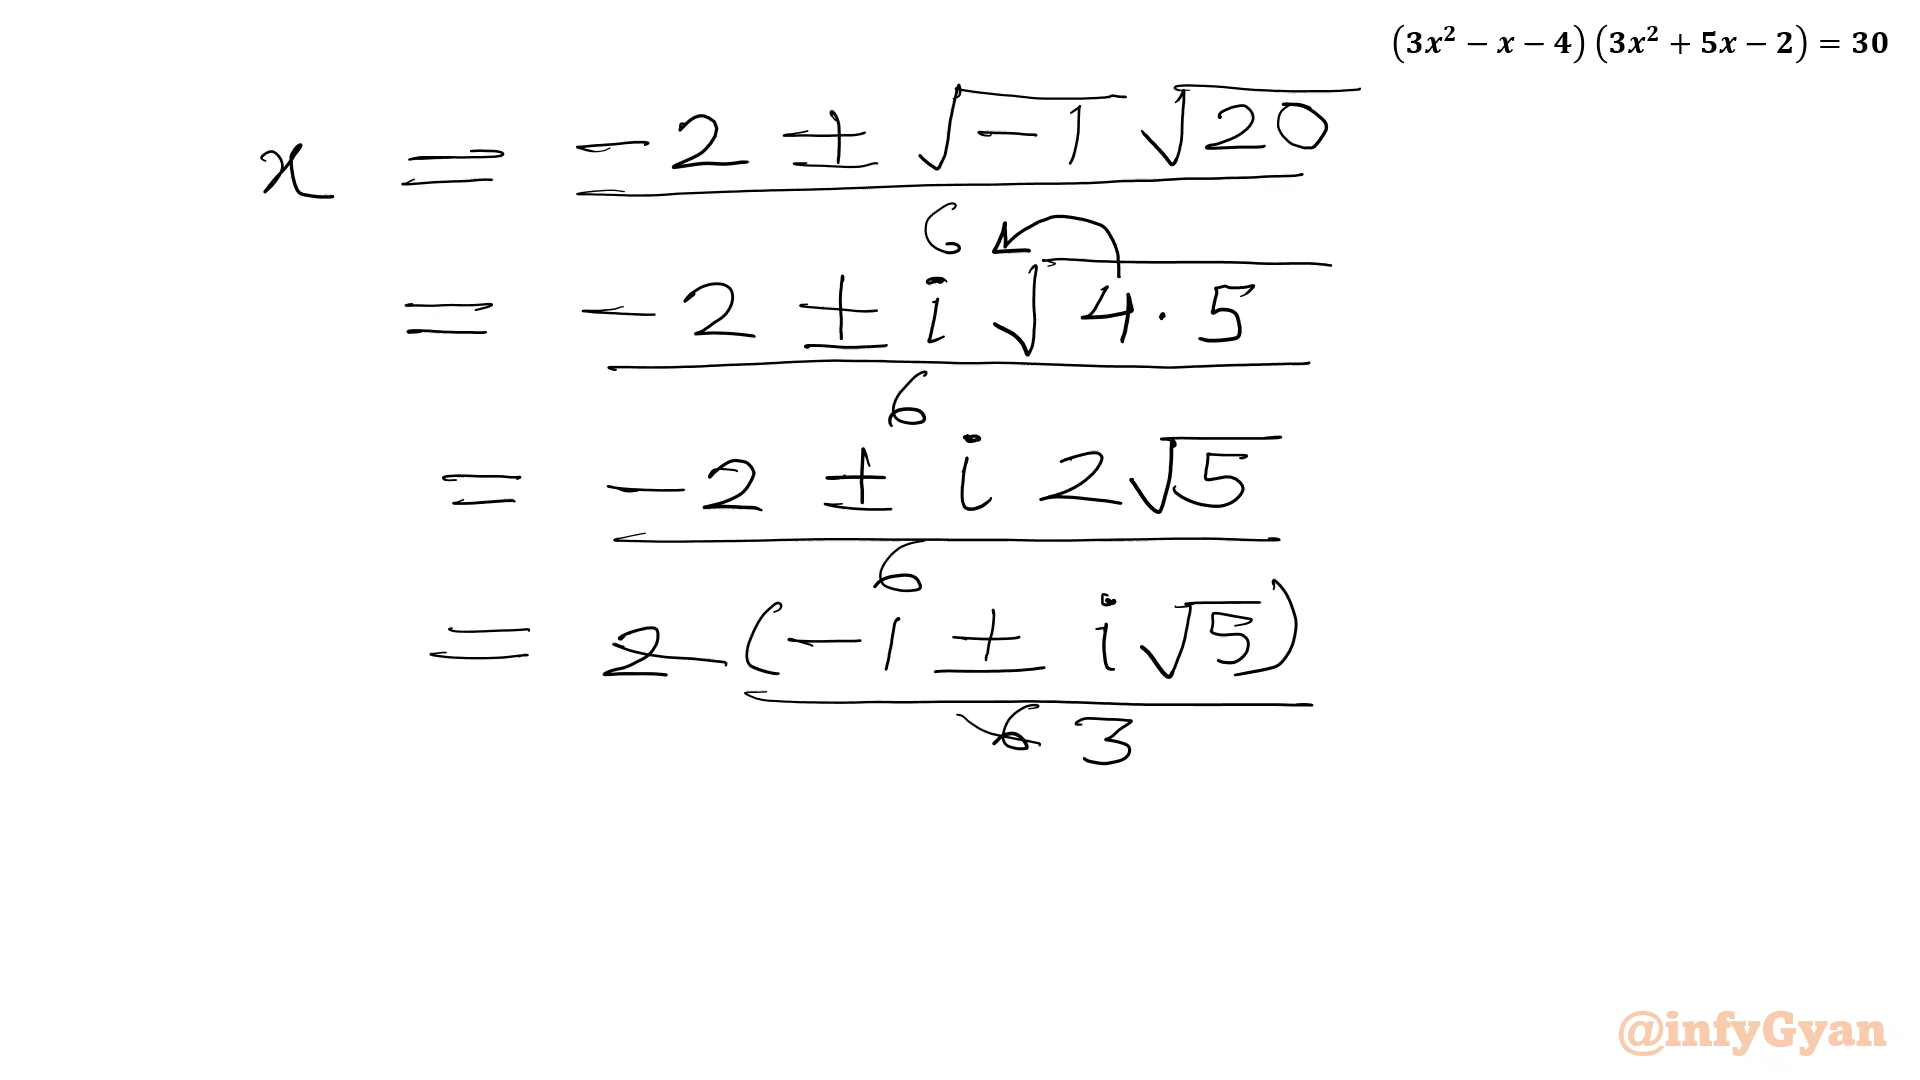 (3x² − x − 4)(3x² + 5x − 2) = 30
x = (−2 ± √−1 √20) / 6
= (−2 ± i √(4·5)) / 6
= (−2 ± i 2√5) / 6
= 2(−1 ± i√5) / 6 3
@infyGyan